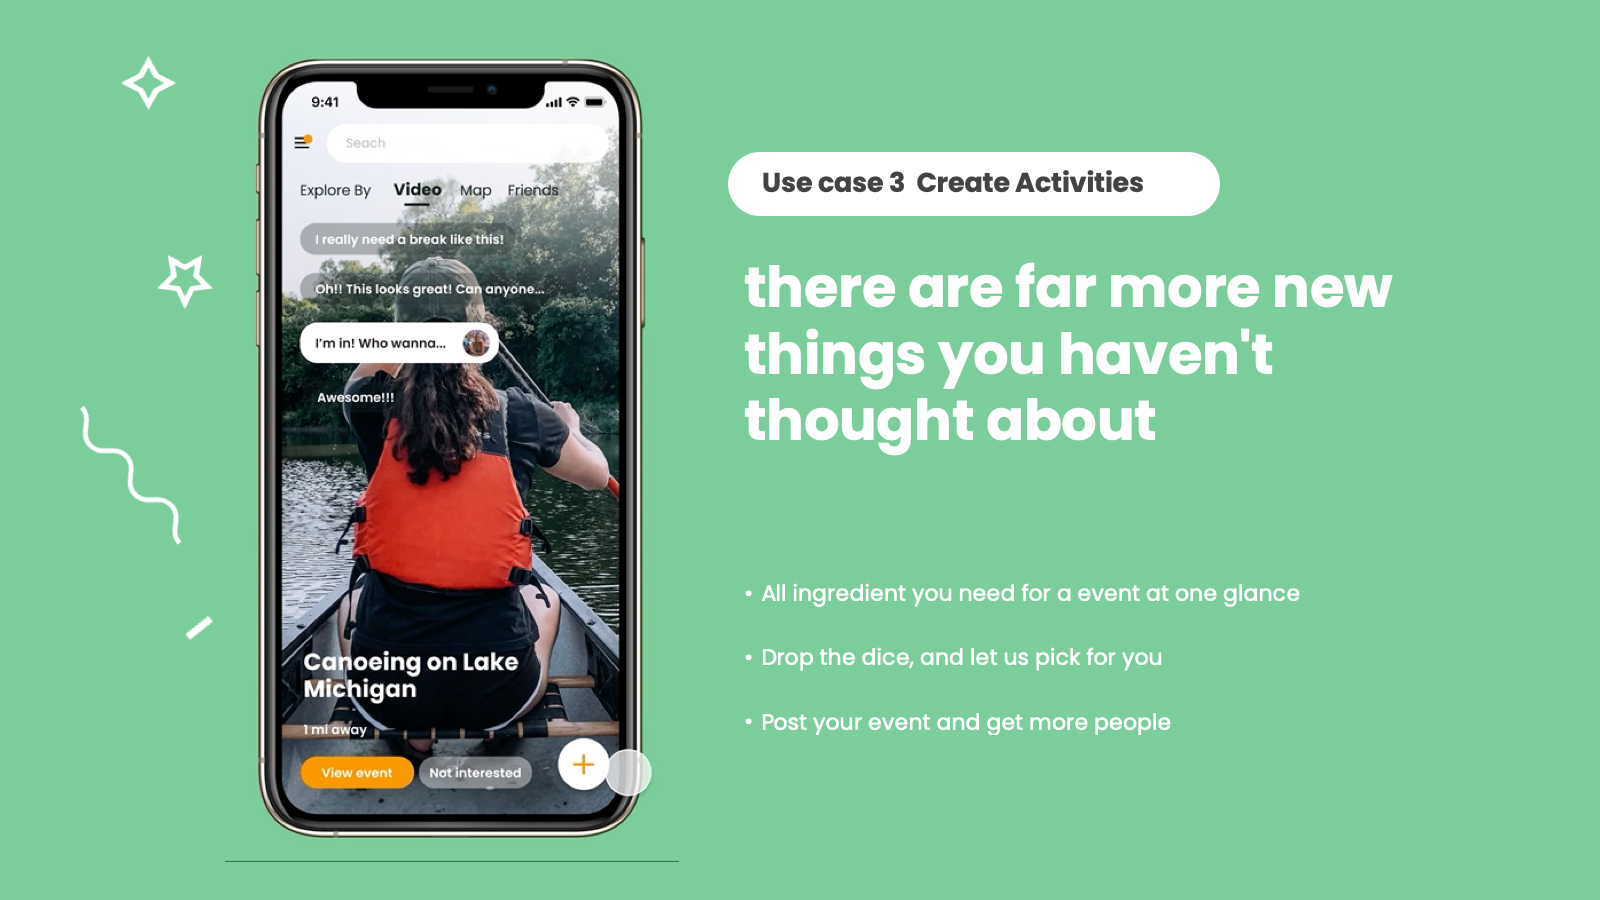 9:41
Seach
Explore By Video Map Friends
I really need a break like this!
Oh!! This looks great! Can anyone...
I'm in! Who wanna...
Awesome!!!
Canoeing on Lake
Michigan
1 mi away
View event Not interested
Use case 3 Create Activities
there are far more new
things you haven't
thought about
• All ingredient you need for a event at one glance
• Drop the dice, and let us pick for you
• Post your event and get more people